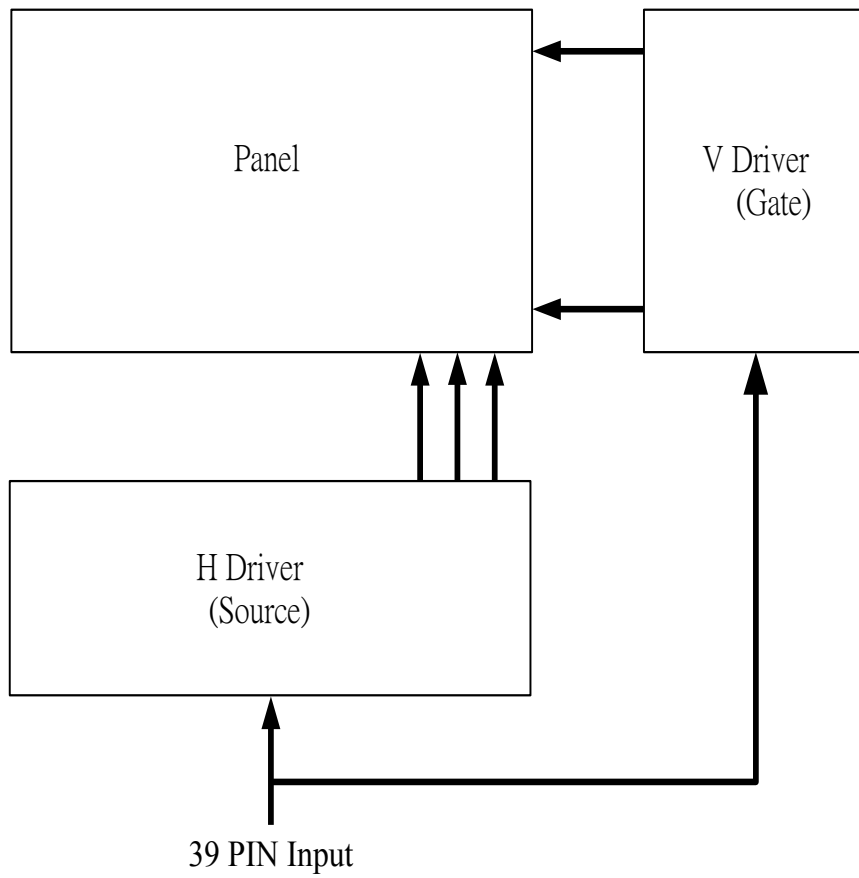 Panel
V Driver
(Gate)
H Driver
(Source)
39 PIN Input